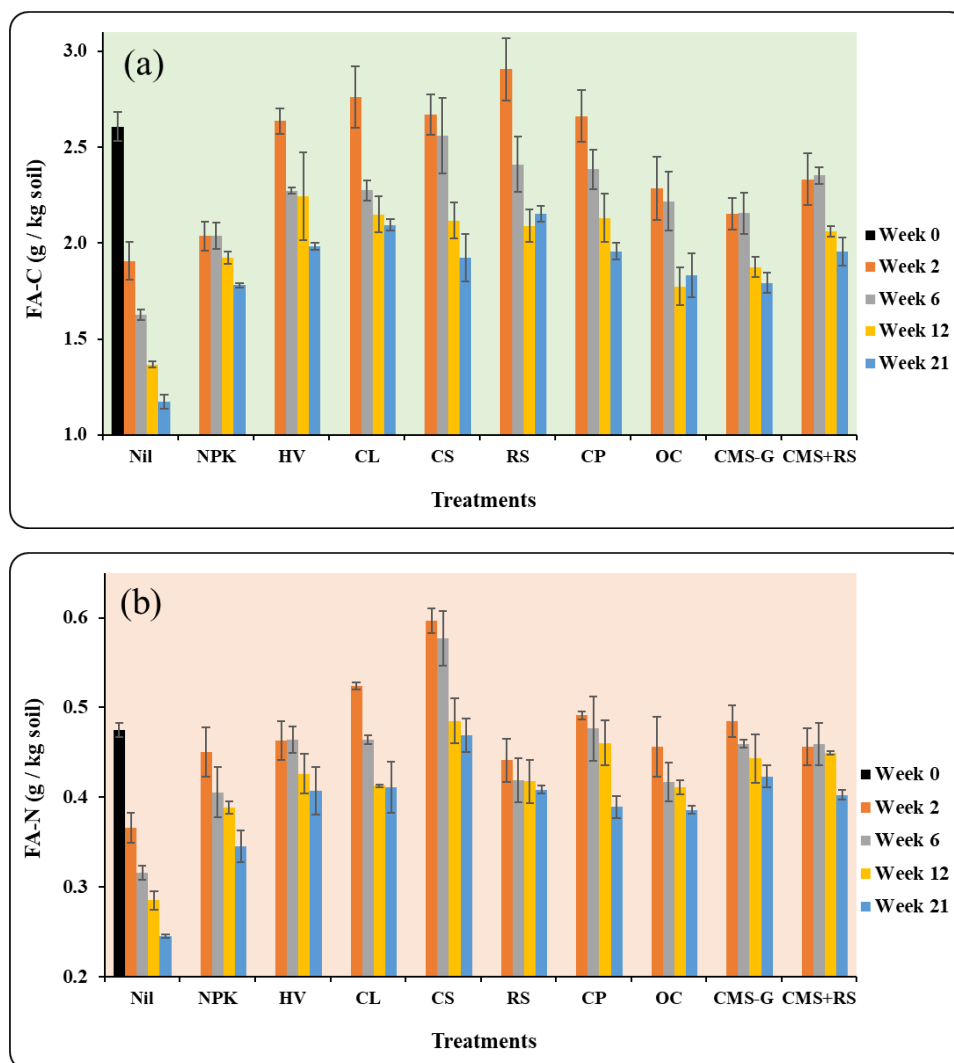 (a)
FA-C (g / kg soil)
3.0
2.5
2.0
1.5
1.0
Nil NPK HV CL CS RS CP OC CMS-G CMS+RS
Treatments
Week 0
Week 2
Week 6
Week 12
Week 21
(b)
FA-N (g / kg soil)
0.6
0.5
0.4
0.3
0.2
Nil NPK HV CL CS RS CP OC CMS-G CMS+RS
Treatments
Week 0
Week 2
Week 6
Week 12
Week 21